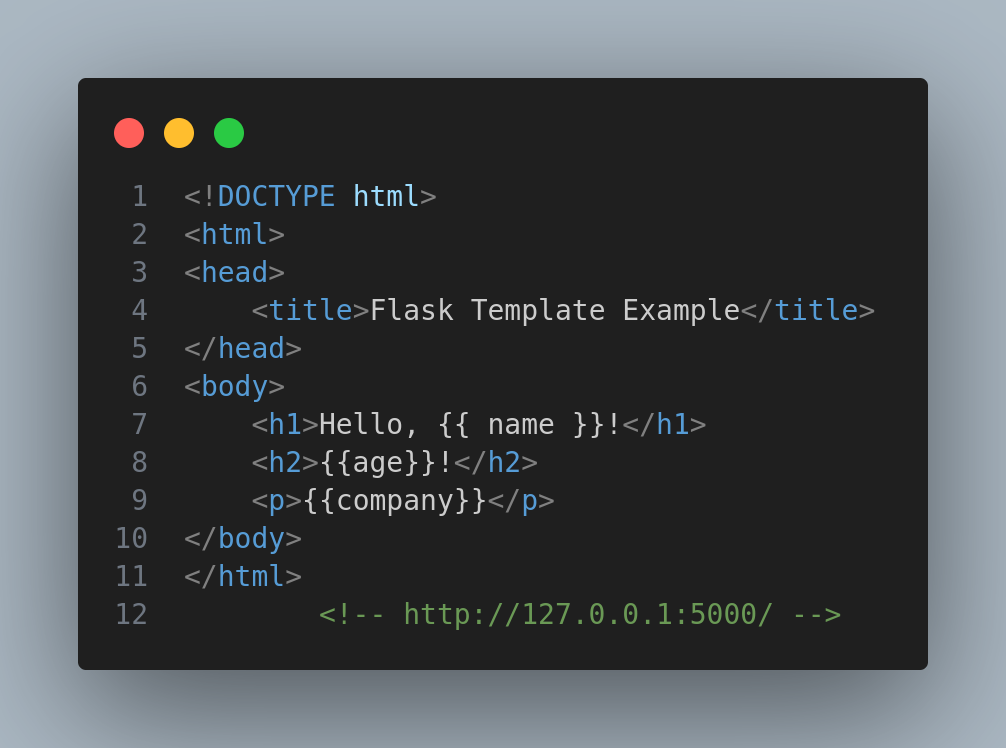 1 <!DOCTYPE html>
2 <html>
3 <head>
4     <title>Flask Template Example</title>
5 </head>
6 <body>
7     <h1>Hello, {{ name }}!</h1>
8     <h2>{{age}}!</h2>
9     <p>{{company}}</p>
10 </body>
11 </html>
12         <!-- http://127.0.0.1:5000/ -->